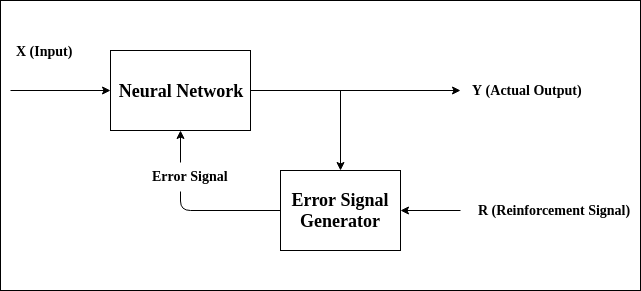 X (Input)
Neural Network
Y (Actual Output)
Error Signal
Error Signal
Generator
R (Reinforcement Signal)